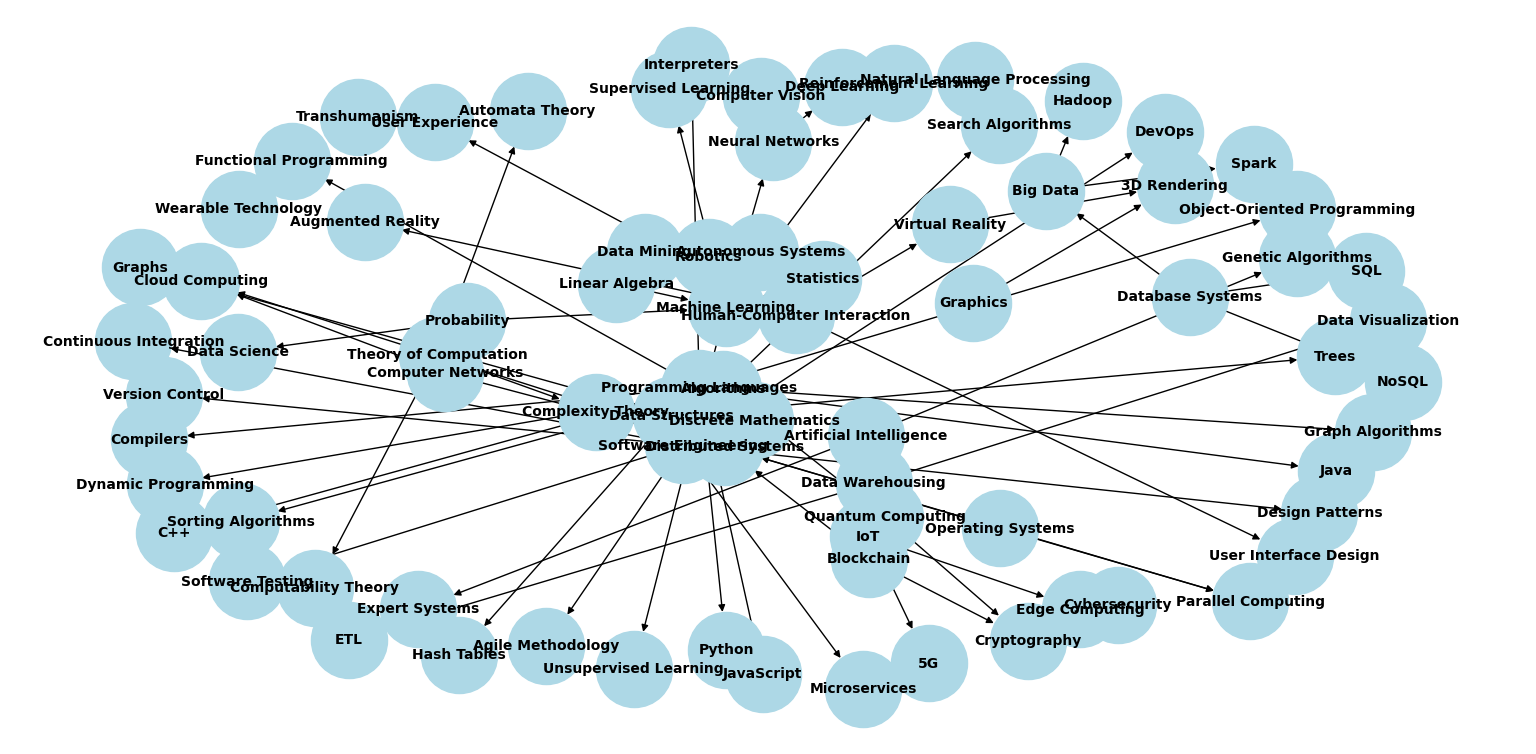 Interpreters
Natural Language Processing
Reinforcement Learning
Deep Learning
Supervised Learning
Computer Vision
Hadoop
Automata Theory
Transhumanism
User Experience
Search Algorithms
DevOps
Neural Networks
Functional Programming
Spark
3D Rendering
Big Data
Wearable Technology
Object-Oriented Programming
Augmented Reality
Virtual Reality
Data Mining
Autonomous Systems
Robotics
Genetic Algorithms
Graphs
SQL
Cloud Computing
Statistics
Linear Algebra
Database Systems
Graphics
Machine Learning
Human-Computer Interaction
Probability
Data Visualization
Continuous Integration
Data Science
Theory of Computation
Trees
Computer Networks
NoSQL
Programming Languages
Algorithms
Version Control
Complexity Theory
Data Structures
Discrete Mathematics
Graph Algorithms
Artificial Intelligence
Compilers
Software Engineering
Distributed Systems
Java
Data Warehousing
Dynamic Programming
Design Patterns
Quantum Computing
Sorting Algorithms
Operating Systems
C++
IoT
User Interface Design
Blockchain
Software Testing
Computability Theory
Parallel Computing
Cybersecurity
Edge Computing
Expert Systems
ETL
Cryptography
Agile Methodology
Python
Hash Tables
5G
Unsupervised Learning
JavaScript
Microservices